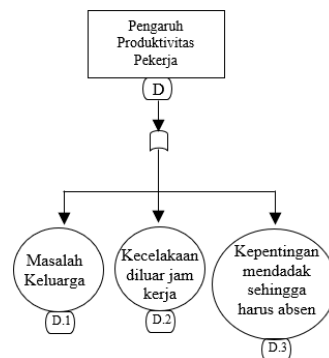 Pengaruh
Produktivitas
Pekerja
D
Masalah
Keluarga
D.1
Kecelakaan
diluar jam
kerja
D.2
Kepentingan
mendadak
sehingga
harus absen
D.3